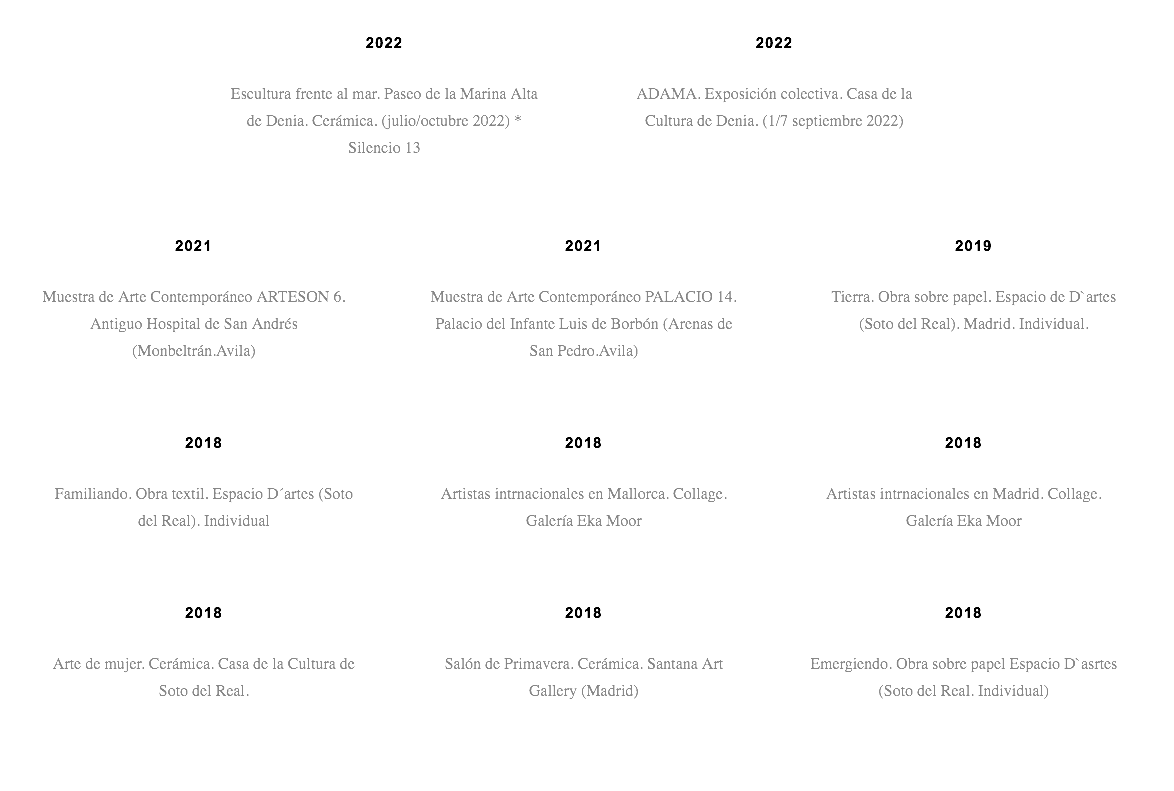 2022
Escultura frente al mar. Paseo de la Marina Alta
de Denia. Cerámica. (julio/octubre 2022) *
Silencio 13
2022
ADAMA. Exposición colectiva. Casa de la
Cultura de Denia. (1/7 septiembre 2022)
2021
Muestra de Arte Contemporáneo ARTESON 6.
Antiguo Hospital de San Andrés
(Monbeltrán.Avila)
2021
Muestra de Arte Contemporáneo PALACIO 14.
Palacio del Infante Luis de Borbón (Arenas de
San Pedro.Avila)
2019
Tierra. Obra sobre papel. Espacio de D`artes
(Soto del Real). Madrid. Individual.
2018
Familiando. Obra textil. Espacio D´artes (Soto
del Real). Individual
2018
Artistas intrnacionales en Mallorca. Collage.
Galería Eka Moor
2018
Artistas intrnacionales en Madrid. Collage.
Galería Eka Moor
2018
Arte de mujer. Cerámica. Casa de la Cultura de
Soto del Real.
2018
Salón de Primavera. Cerámica. Santana Art
Gallery (Madrid)
2018
Emergiendo. Obra sobre papel Espacio D`asrtes
(Soto del Real. Individual)